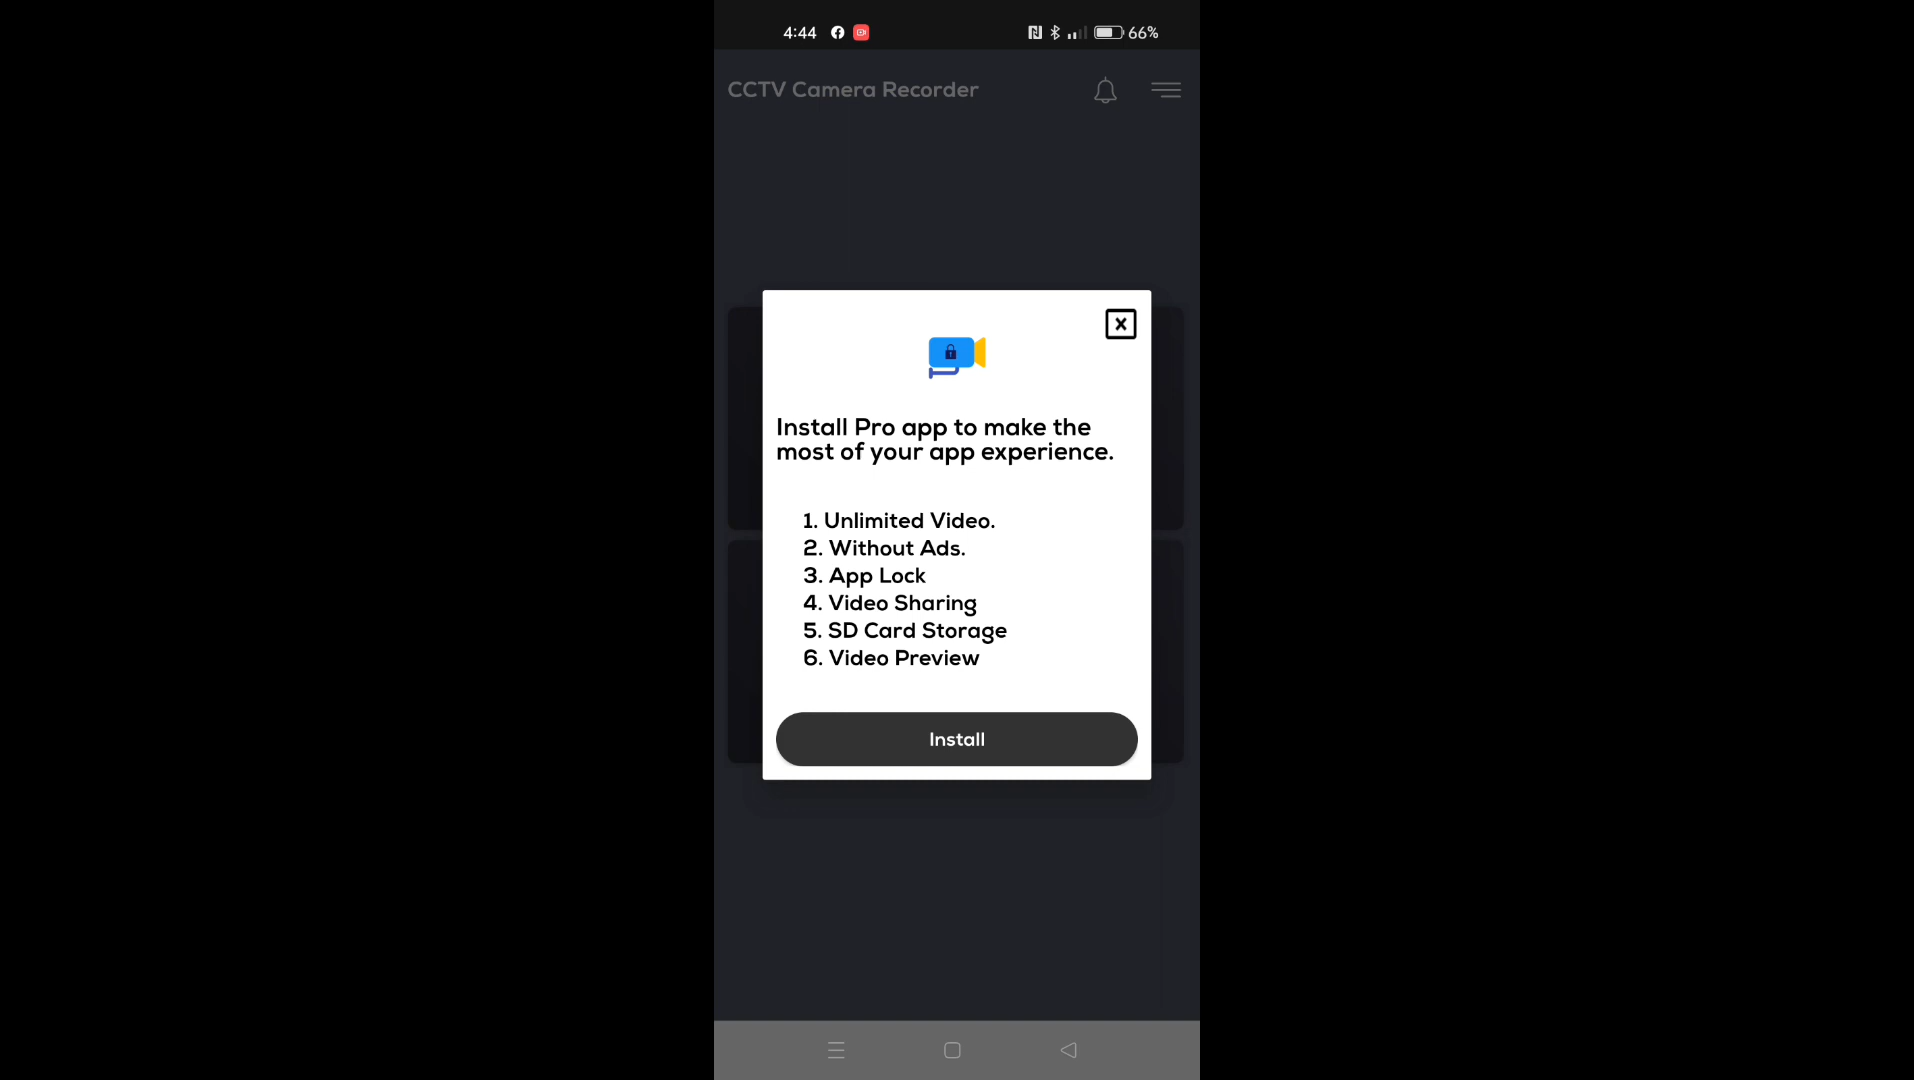 4:44
66%
CCTV Camera Recorder
X
Install Pro app to make the
most of your app experience.
1. Unlimited Video.
2. Without Ads.
3. App Lock
4. Video Sharing
5. SD Card Storage
6. Video Preview
Install